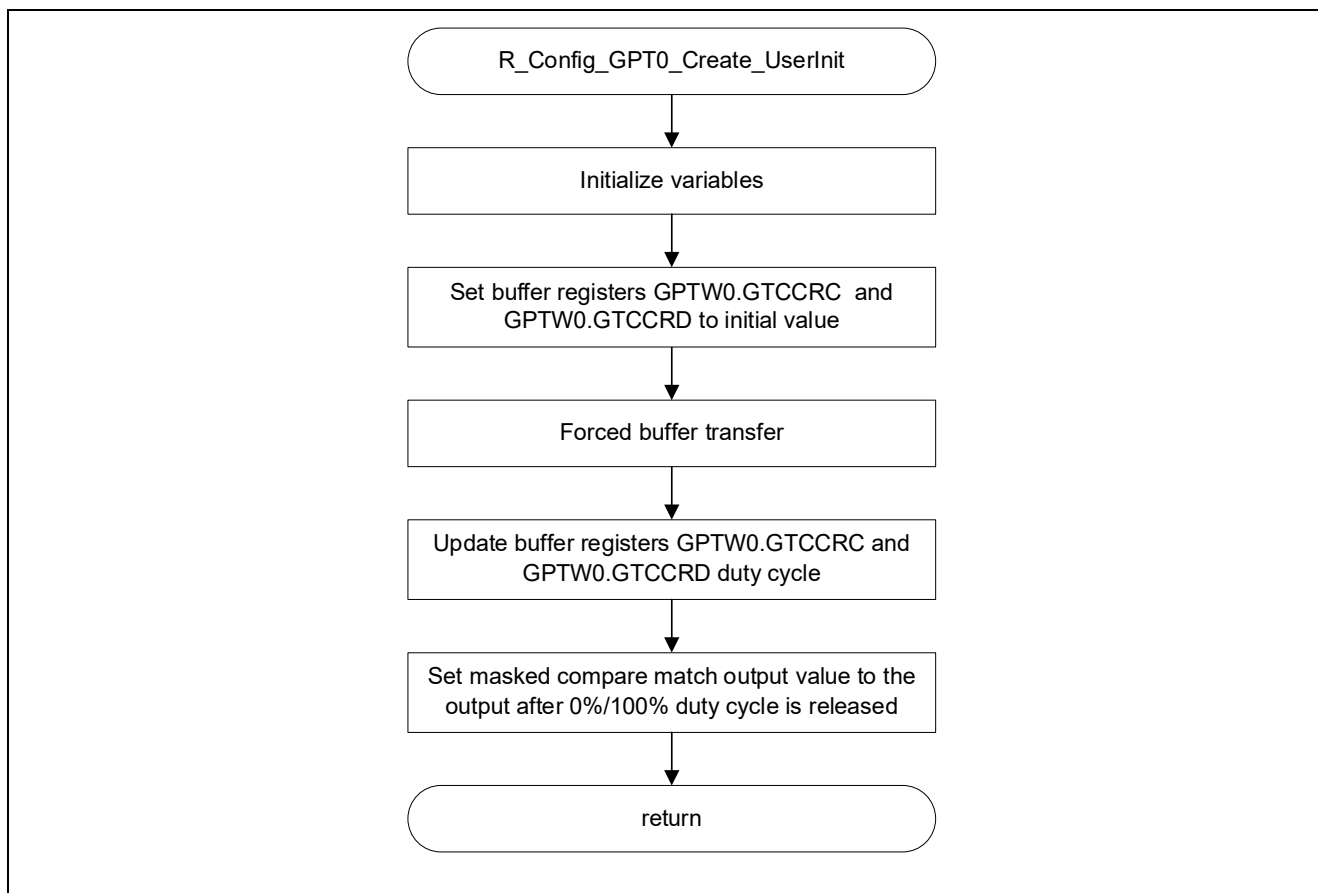 R_Config_GPT0_Create_UserInit
Initialize variables
Set buffer registers GPTW0.GTCCRC and
GPTW0.GTCCRD to initial value
Forced buffer transfer
Update buffer registers GPTW0.GTCCRC and
GPTW0.GTCCRD duty cycle
Set masked compare match output value to the
output after 0%/100% duty cycle is released
return